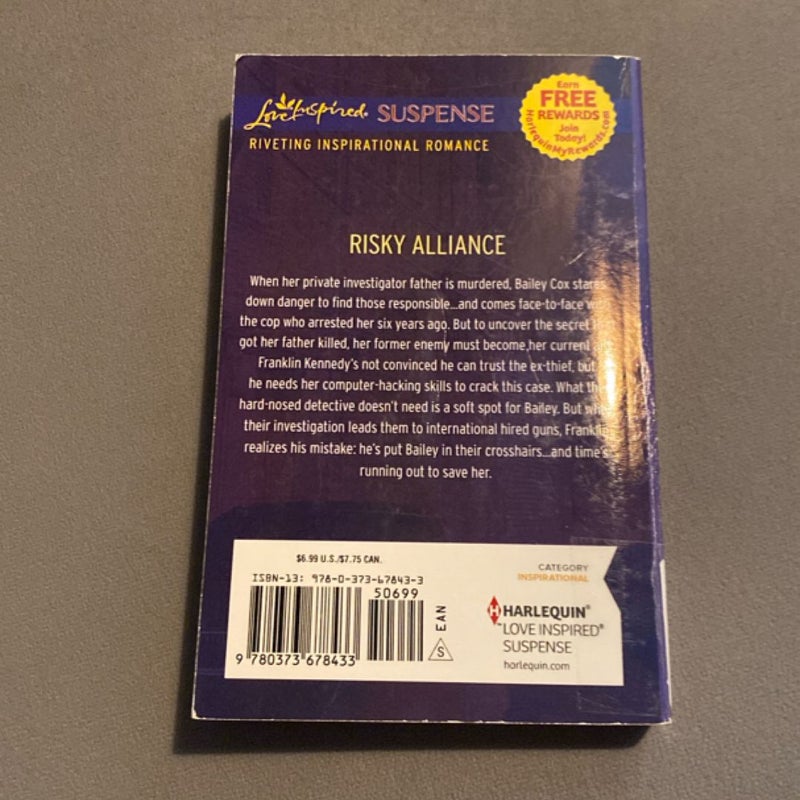 Love Inspired® SUSPENSE
RIVETING INSPIRATIONAL ROMANCE
Earn
FREE
REWARDS
Join
Today!
HarlequinMyRewards.com
RISKY ALLIANCE
When her private investigator father is murdered, Bailey Cox stares
down danger to find those responsible...and comes face-to-face with
the cop who arrested her six years ago. But to uncover the secret
got her father killed, her former enemy must become her current
Franklin Kennedy's not convinced he can trust the ex-thief, but
he needs her computer-hacking skills to crack this case. What
hard-nosed detective doesn't need is a soft spot for Bailey. But
their investigation leads them to international hired guns, Franklin
realizes his mistake: he's put Bailey in their crosshairs...and time's
running out to save her.
$6.99 U.S./$7.75 CAN.
ISBN-13: 978-0-373-67843-3
50699
9 780373 678433
EAN
S
CATEGORY
INSPIRATIONAL
H HARLEQUIN®
™LOVE INSPIRED®
SUSPENSE
harlequin.com